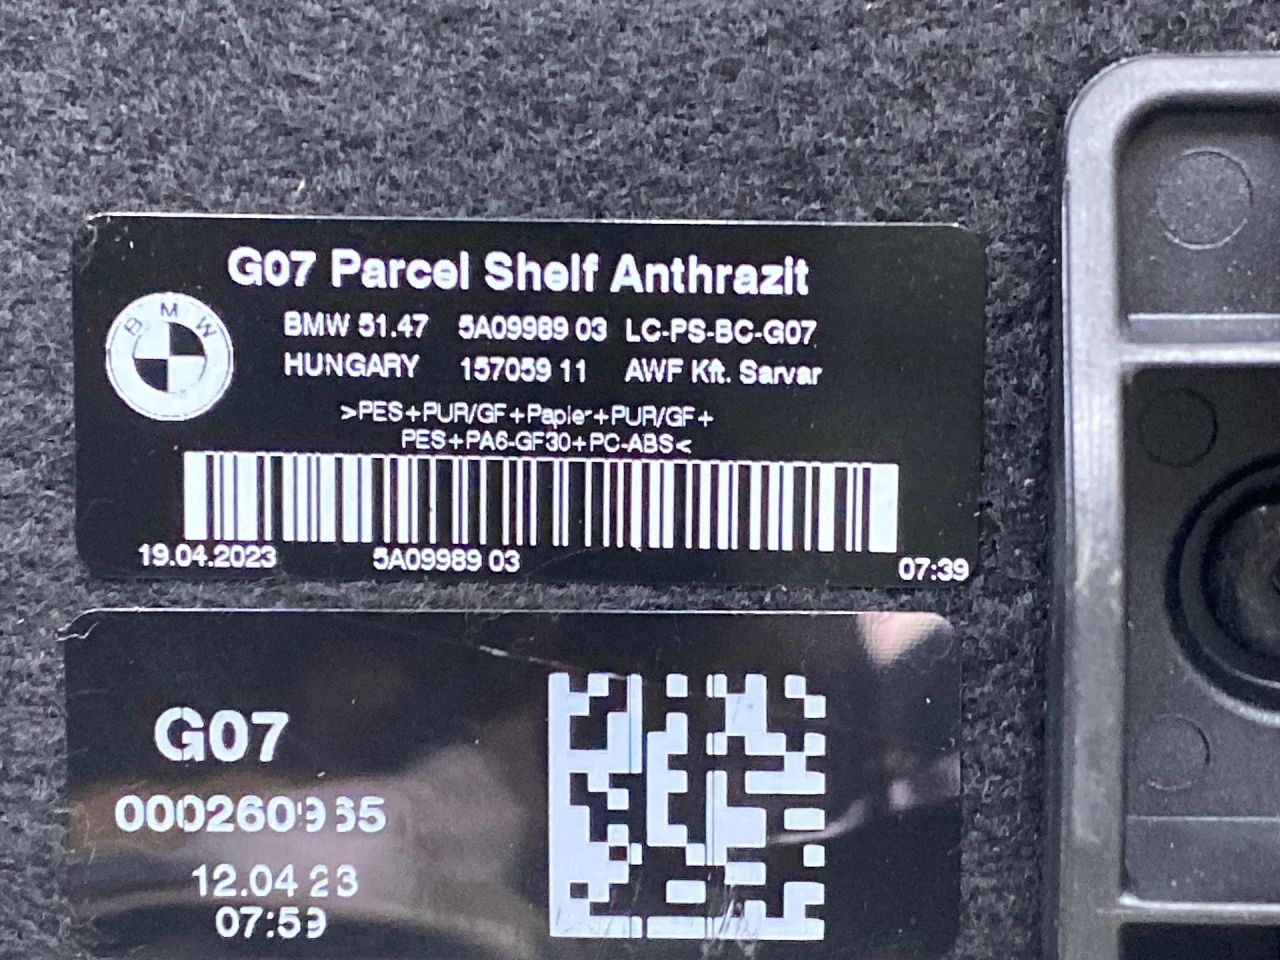 G07 Parcel Shelf Anthrazit
BMW
BMW 51.47 5A09989 03 LC-PS-BC-G07
HUNGARY 157059 11 AWF Kft. Sarvar
>PES+PUR/GF+Papier+PUR/GF+
PES+PA6-GF30+PC-ABS<
19.04.2023 5A09989 03 07:39
G07
000260965
12.04.23
07:59